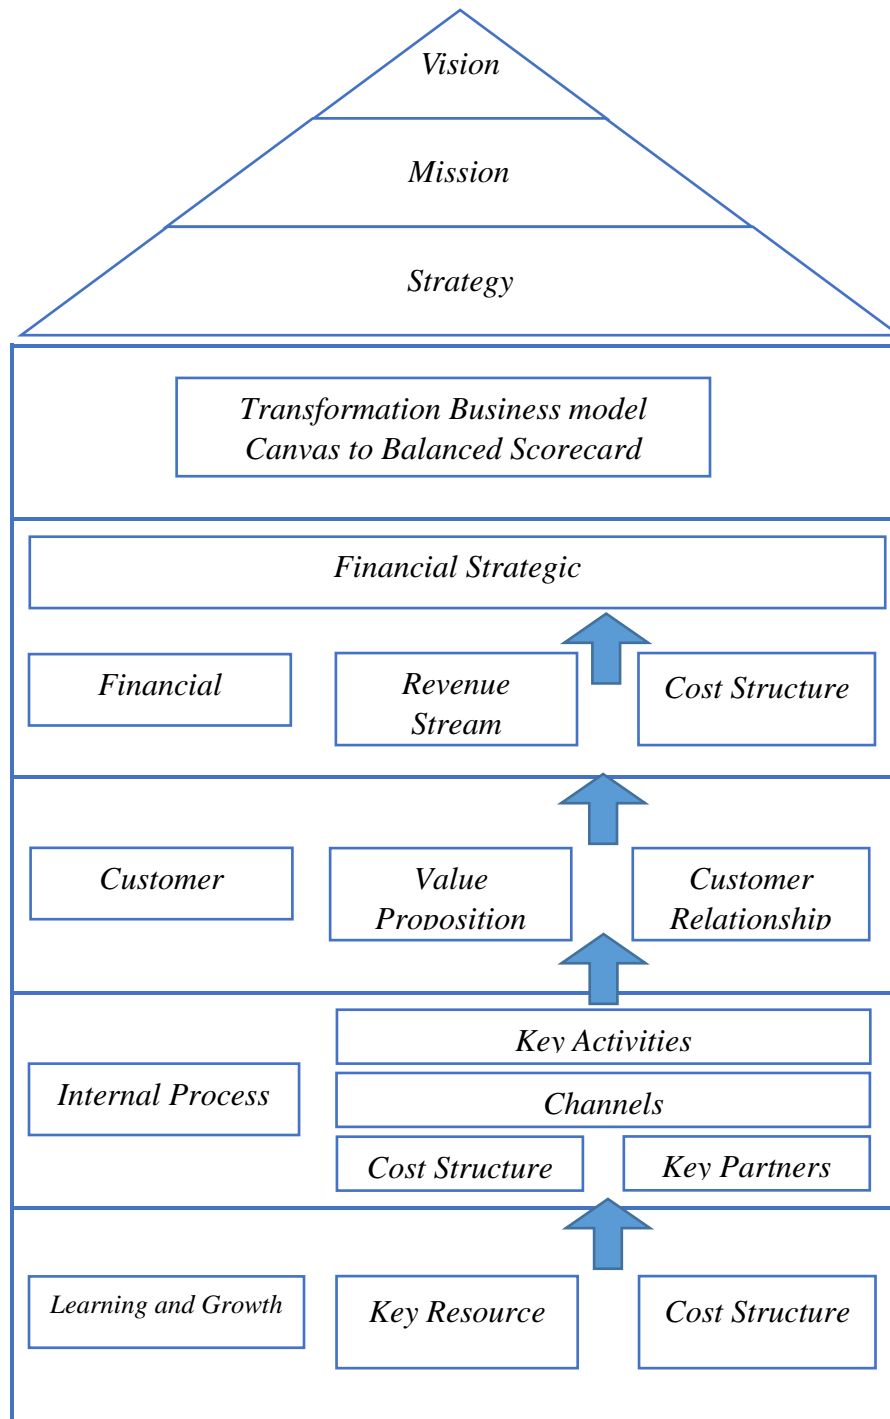 Vision
Mission
Strategy
Transformation Business model
Canvas to Balanced Scorecard
Financial Strategic
Financial
Revenue
Stream
Cost Structure
Customer
Value
Proposition
Customer
Relationship
Internal Process
Key Activities
Channels
Cost Structure
Key Partners
Learning and Growth
Key Resource
Cost Structure